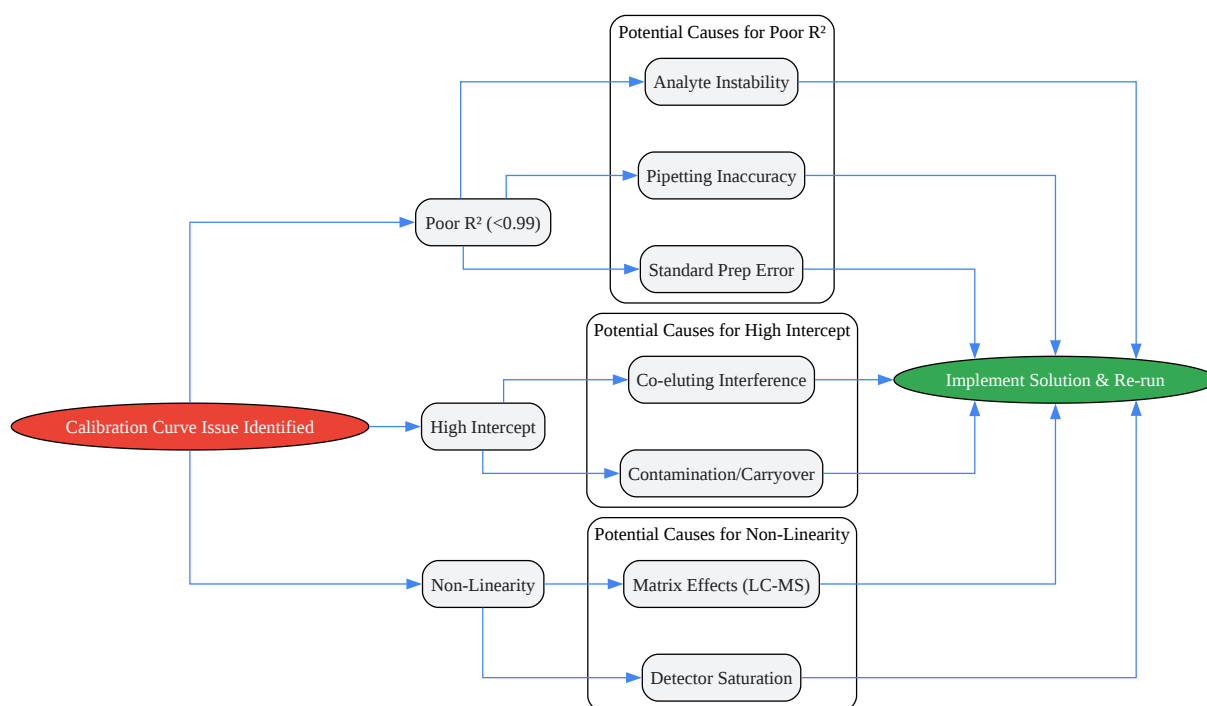 Potential Causes for Poor R²
Analyte Instability
Pipetting Inaccuracy
Poor R² (<0.99)
Standard Prep Error
Potential Causes for High Intercept
Co-eluting Interference
Implement Solution & Re-run
Calibration Curve Issue Identified
High Intercept
Contamination/Carryover
Potential Causes for Non-Linearity
Non-Linearity
Matrix Effects (LC-MS)
Detector Saturation